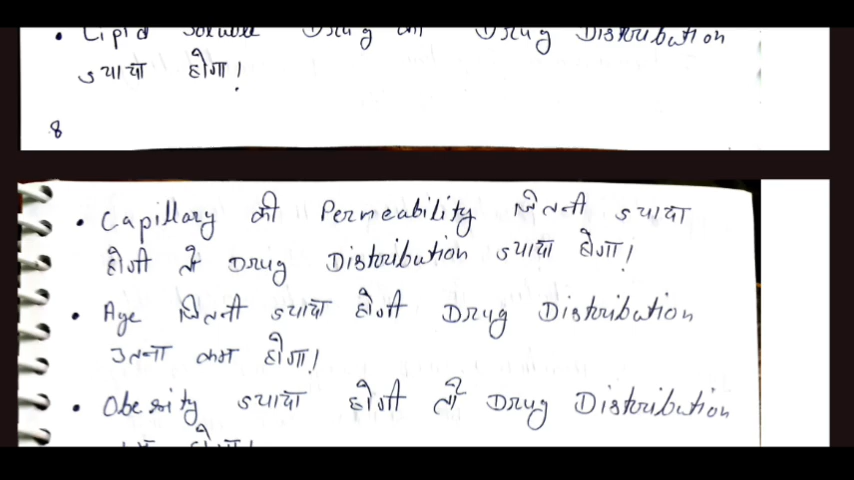 • Lipid Soluble Drug का Drug Distribution
ज्यादा होगा!
8
• Capillary की Permeability जितनी ज्यादा
होगी तो Drug Distribution ज्यादा होगा!
• Age जितनी ज्यादा होगी Drug Distribution
उतना कम होगा!
• Obesity ज्यादा होगी तो Drug Distribution
होगा!